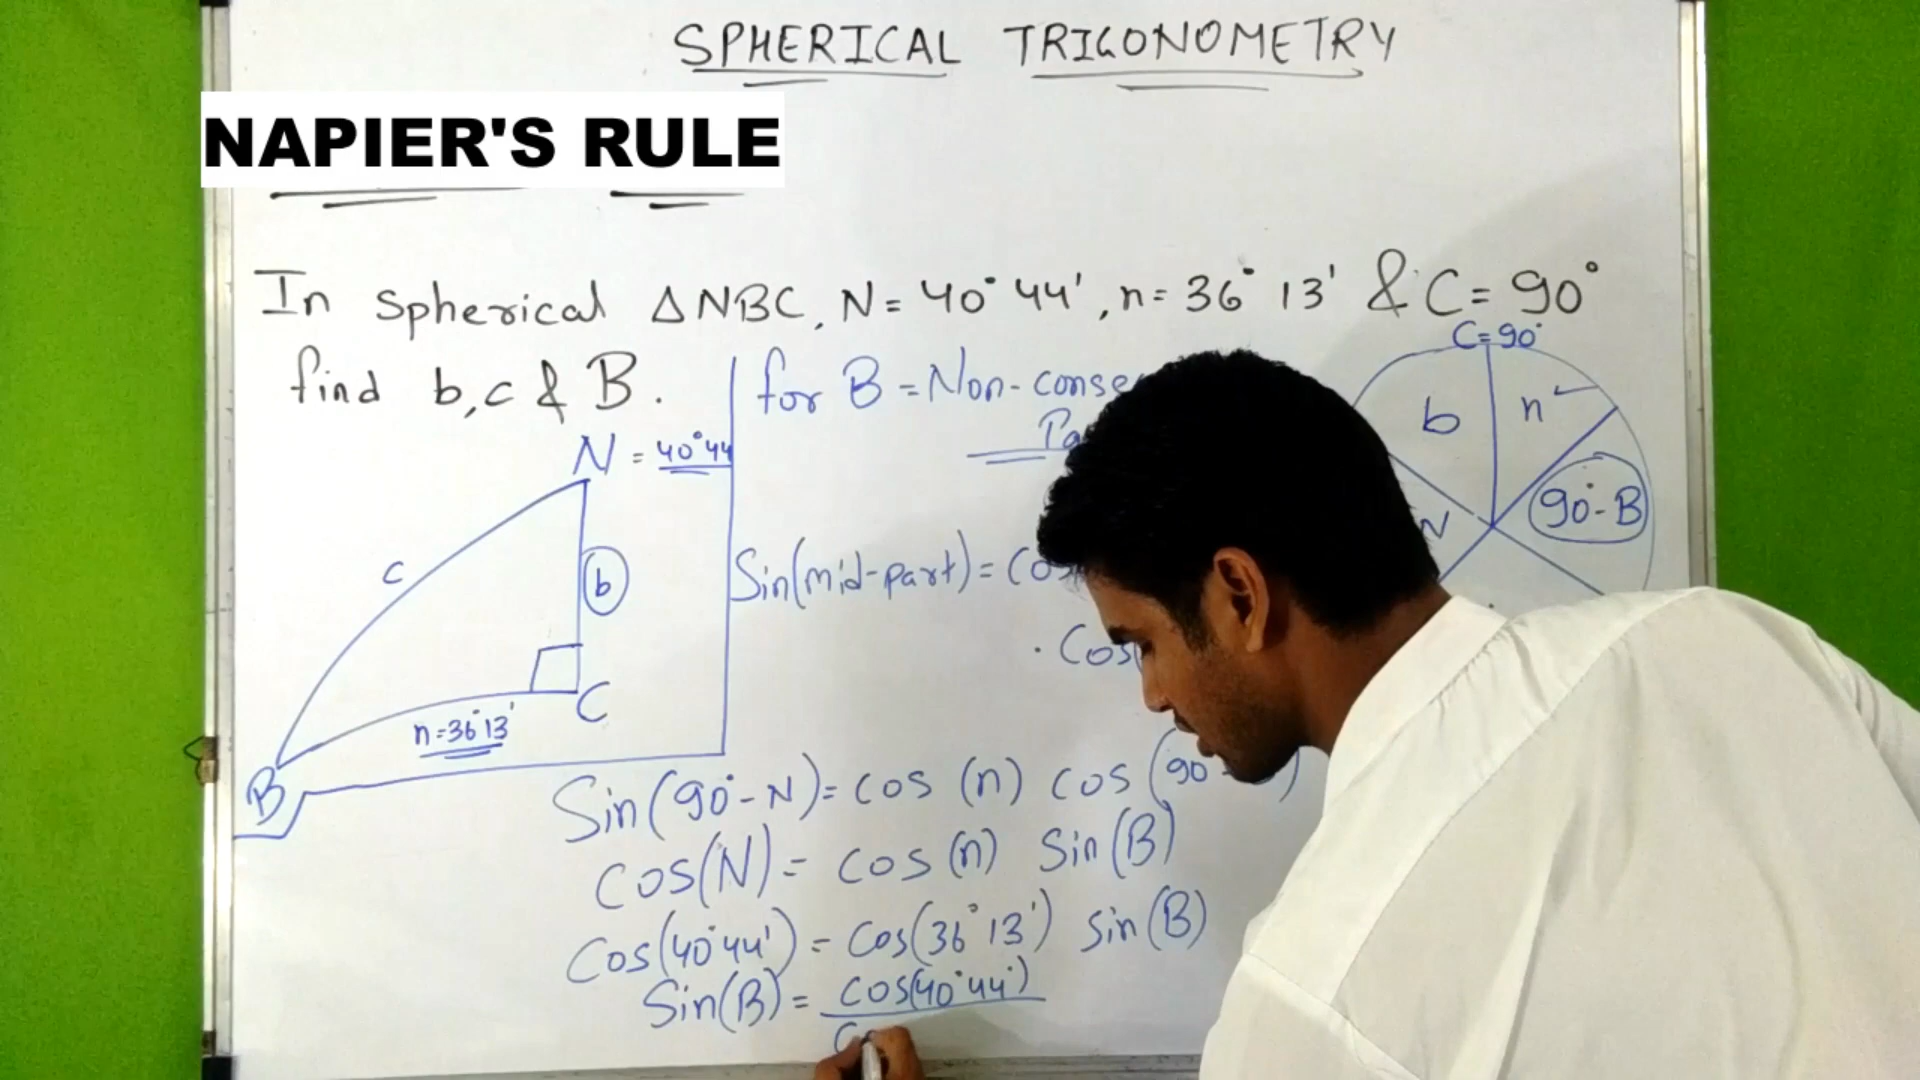 SPHERICAL TRIGONOMETRY
NAPIER'S RULE
In spherical △NBC, N = 40° 44', n = 36° 13' & C = 90°
find b, c & B.
N = 40°44
c
b
C
n = 36°13'
B
for B = Non-conse
Sin(mid-part) =
. Cos
Sin(90°-N) = cos (n) cos (90
Cos(N) = cos (n) Sin(B)
Cos(40°44') = Cos(36°13') sin(B)
Sin(B) = cos(40°44')
C=90°
b
n
90°-B
N